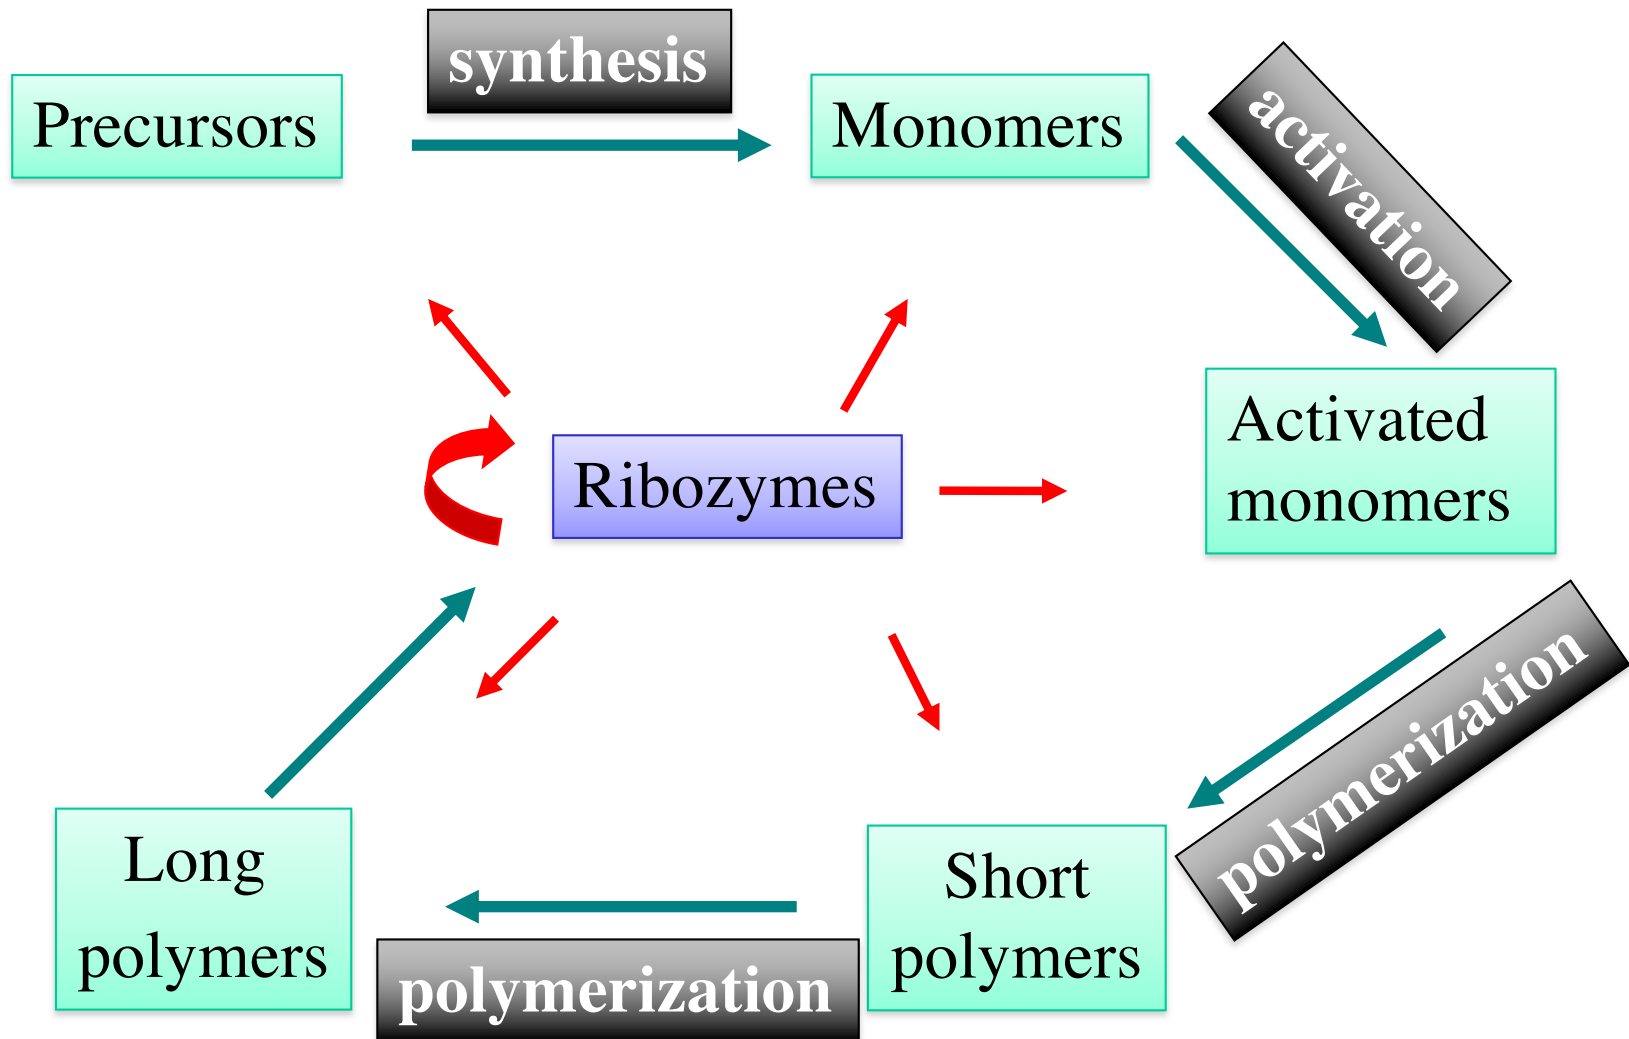 synthesis
Precursors
Monomers
activation
Activated
monomers
Ribozymes
polymerization
Short
polymers
polymerization
Long
polymers